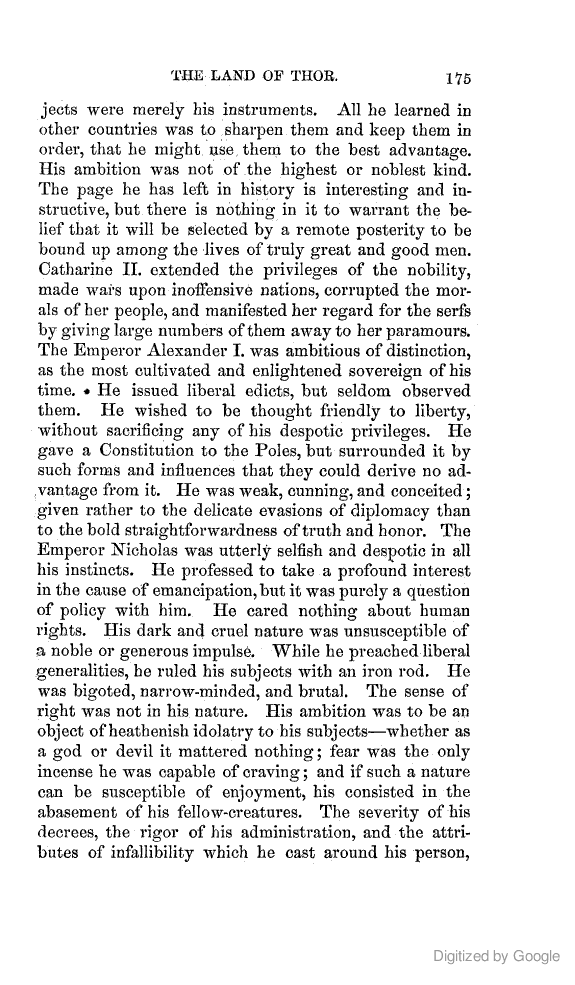 THE LAND OF THOR. 175
jects were merely his instruments. All he learned in
other countries was to sharpen them and keep them in
order, that he might use them to the best advantage.
His ambition was not of the highest or noblest kind.
The page he has left in history is interesting and in-
structive, but there is nothing in it to warrant the be-
lief that it will be selected by a remote posterity to be
bound up among the lives of truly great and good men.
Catharine II. extended the privileges of the nobility,
made wars upon inoffensive nations, corrupted the mor-
als of her people, and manifested her regard for the serfs
by giving large numbers of them away to her paramours.
The Emperor Alexander I. was ambitious of distinction,
as the most cultivated and enlightened sovereign of his
time. He issued liberal edicts, but seldom observed
them. He wished to be thought friendly to liberty,
without sacrificing any of his despotic privileges. He
gave a Constitution to the Poles, but surrounded it by
such forms and influences that they could derive no ad-
vantage from it. He was weak, cunning, and conceited;
given rather to the delicate evasions of diplomacy than
to the bold straightforwardness of truth and honor. The
Emperor Nicholas was utterly selfish and despotic in all
his instincts. He professed to take a profound interest
in the cause of emancipation, but it was purely a question
of policy with him. He cared nothing about human
rights. His dark and cruel nature was unsusceptible of
a noble or generous impulse. While he preached liberal
generalities, he ruled his subjects with an iron rod. He
was bigoted, narrow-minded, and brutal. The sense of
right was not in his nature. His ambition was to be an
object of heathenish idolatry to his subjects—whether as
a god or devil it mattered nothing; fear was the only
incense he was capable of craving; and if such a nature
can be susceptible of enjoyment, his consisted in the
abasement of his fellow-creatures. The severity of his
decrees, the rigor of his administration, and the attri-
butes of infallibility which he cast around his person,
Digitized by Google